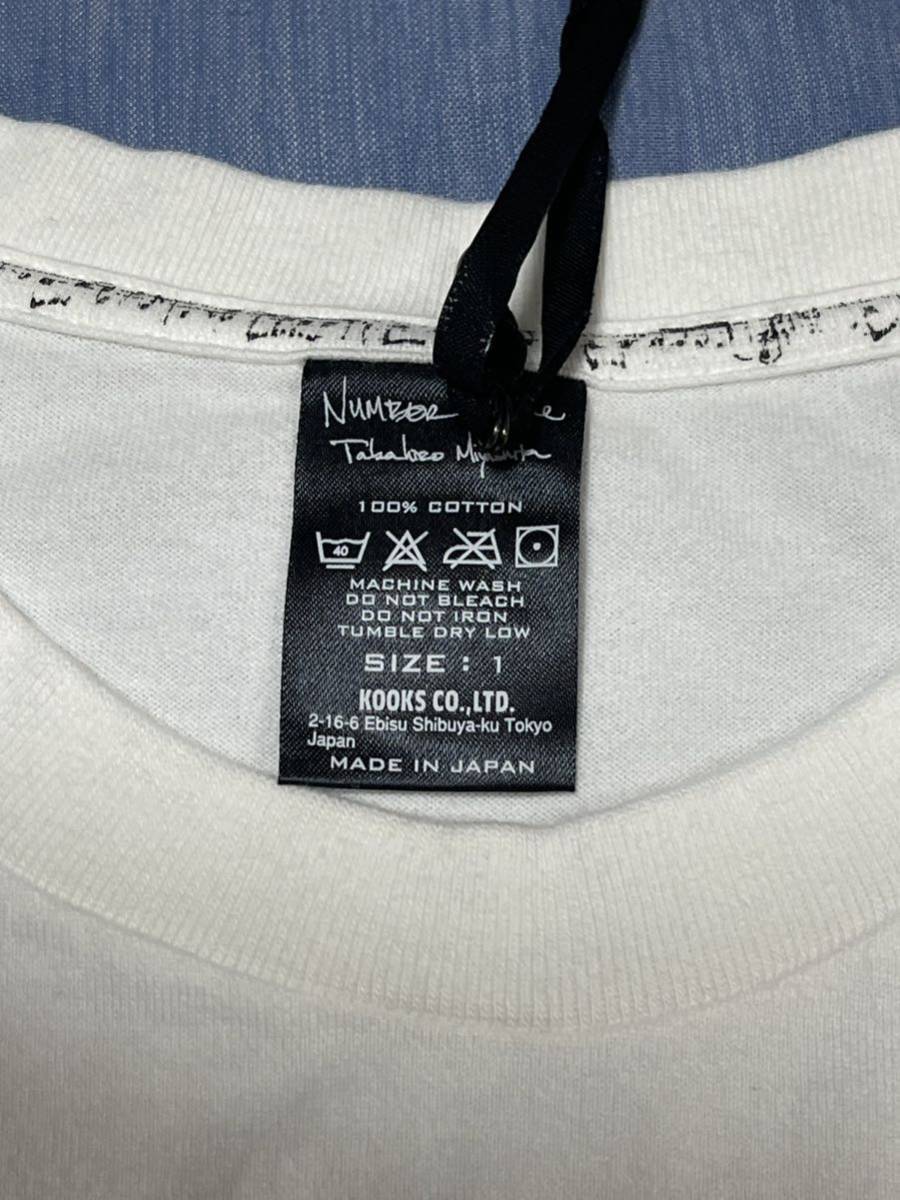 NUMBER
Takahiro
100% COTTON
40
MACHINE WASH
DO NOT BLEACH
DO NOT IRON
TUMBLE DRY LOW
SIZE : 1
KOOKS CO.,LTD.
2-16-6 Ebisu Shibuya-ku Tokyo
Japan
MADE IN JAPAN